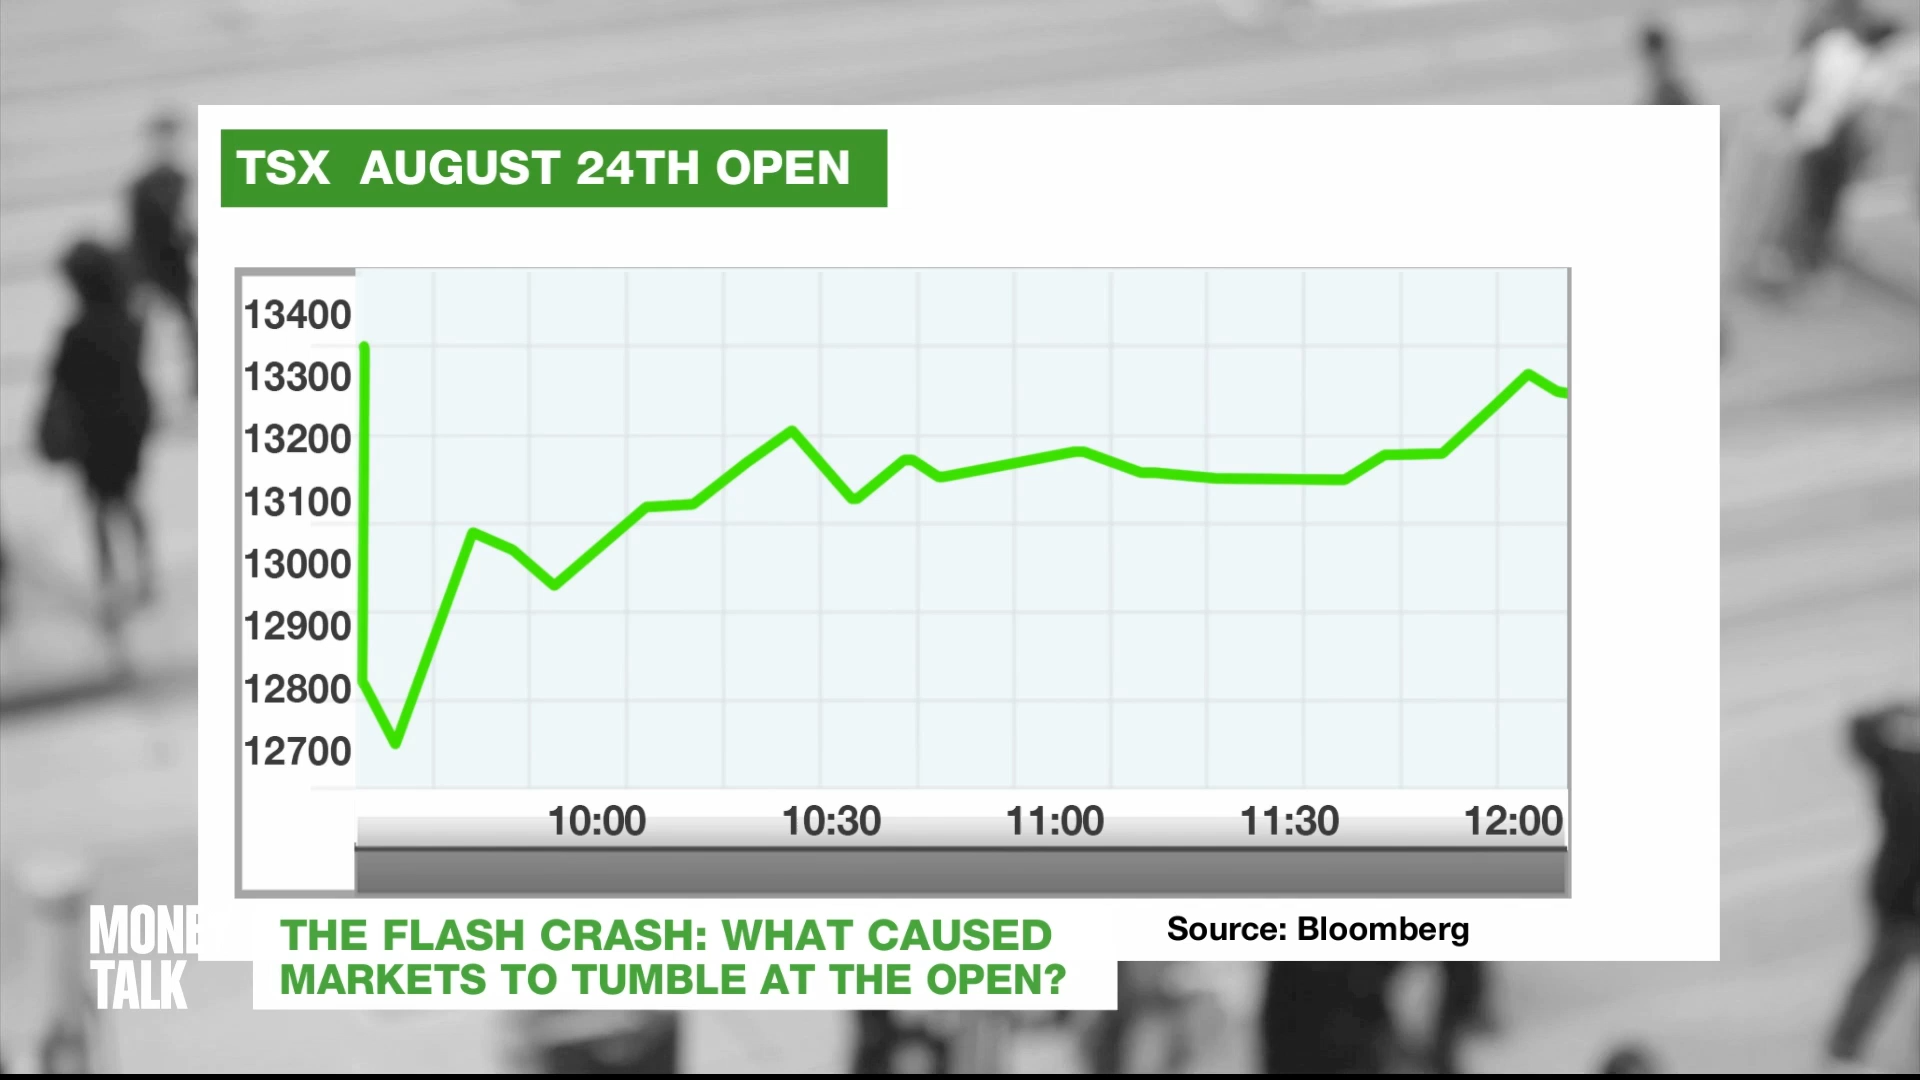 TSX AUGUST 24TH OPEN
13400
13300
13200
13100
13000
12900
12800
12700
10:00 10:30 11:00 11:30 12:00
MONE
TALK
THE FLASH CRASH: WHAT CAUSED
MARKETS TO TUMBLE AT THE OPEN?
Source: Bloomberg